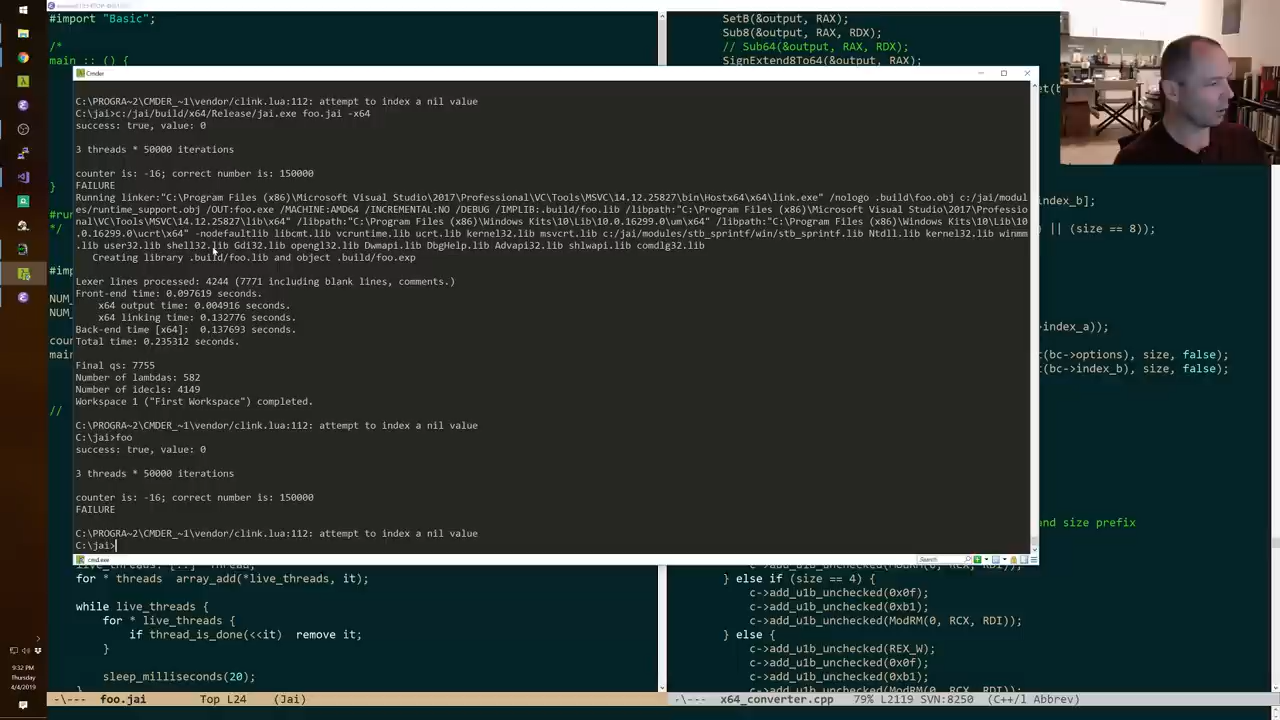 #import "Basic";
/*
main :: () {
}
#ru
*/
#im
NUM_
NUM_
cou
mai
//
SetB(&output, RAX);
Sub8(&output, RAX, RDX);
// Sub64(&output, RAX, RDX);
SignExtend8To64(&output, RAX);
Cmder
C:\PROGRA~2\CMDER_~1\vendor/clink.lua:112: attempt to index a nil value
C:\jai>c:/jai/build/x64/Release/jai.exe foo.jai -x64
success: true, value: 0
3 threads * 50000 iterations
counter is: -16; correct number is: 150000
FAILURE
Running linker:"C:\Program Files (x86)\Microsoft Visual Studio\2017\Professional\VC\Tools\MSVC\14.12.25827\bin\Hostx64\x64\link.exe" /nologo .build\foo.obj c:/jai/modul
es/runtime_support.obj /OUT:foo.exe /MACHINE:AMD64 /INCREMENTAL:NO /DEBUG /IMPLIB:.build/foo.lib /libpath:"C:\Program Files (x86)\Microsoft Visual Studio\2017\Professio
nal\VC\Tools\MSVC\14.12.25827\lib\x64" /libpath:"C:\Program Files (x86)\Windows Kits\10\Lib\10.0.16299.0\um\x64" /libpath:"C:\Program Files (x86)\Windows Kits\10\Lib\10
.0.16299.0\ucrt\x64" -nodefaultlib libcmt.lib vcruntime.lib ucrt.lib kernel32.lib msvcrt.lib c:/jai/modules/stb_sprintf/win/stb_sprintf.lib Ntdll.lib kernel32.lib winmm
.lib user32.lib shell32.lib Gdi32.lib opengl32.lib Dwmapi.lib DbgHelp.lib Advapi32.lib shlwapi.lib comdlg32.lib
Creating library .build/foo.lib and object .build/foo.exp
Lexer lines processed: 4244 (7771 including blank lines, comments.)
Front-end time: 0.097619 seconds.
x64 output time: 0.004916 seconds.
x64 linking time: 0.132776 seconds.
Back-end time [x64]: 0.137693 seconds.
Total time: 0.235312 seconds.
Final qs: 7755
Number of lambdas: 582
Number of idecls: 4149
Workspace 1 ("First Workspace") completed.
C:\PROGRA~2\CMDER_~1\vendor/clink.lua:112: attempt to index a nil value
C:\jai>foo
success: true, value: 0
3 threads * 50000 iterations
counter is: -16; correct number is: 150000
FAILURE
C:\PROGRA~2\CMDER_~1\vendor/clink.lua:112: attempt to index a nil value
C:\jai>
cmd.exe
Search
et(b
index_b];
|| (size == 8));
index_a));
t(bc->options), size, false);
t(bc->index_b), size, false);
and size prefix
for * threads array_add(*live_threads, it);
while live_threads {
for * live_threads {
if thread_is_done(<<it) remove it;
}
sleep_milliseconds(20);
} else if (size == 4) {
c->add_u1b_unchecked(0x0f);
c->add_u1b_unchecked(0xb1);
c->add_u1b_unchecked(ModRM(0, RCX, RDI));
} else {
c->add_u1b_unchecked(REX_W);
c->add_u1b_unchecked(0x0f);
c->add_u1b_unchecked(0xb1);
-\--- foo.jai Top L24 (Jai)
-\--- x64_converter.cpp 79% L2119 SVN:8250 (C++/l Abbrev)
9:32 PM
Thursday
4/4/2019